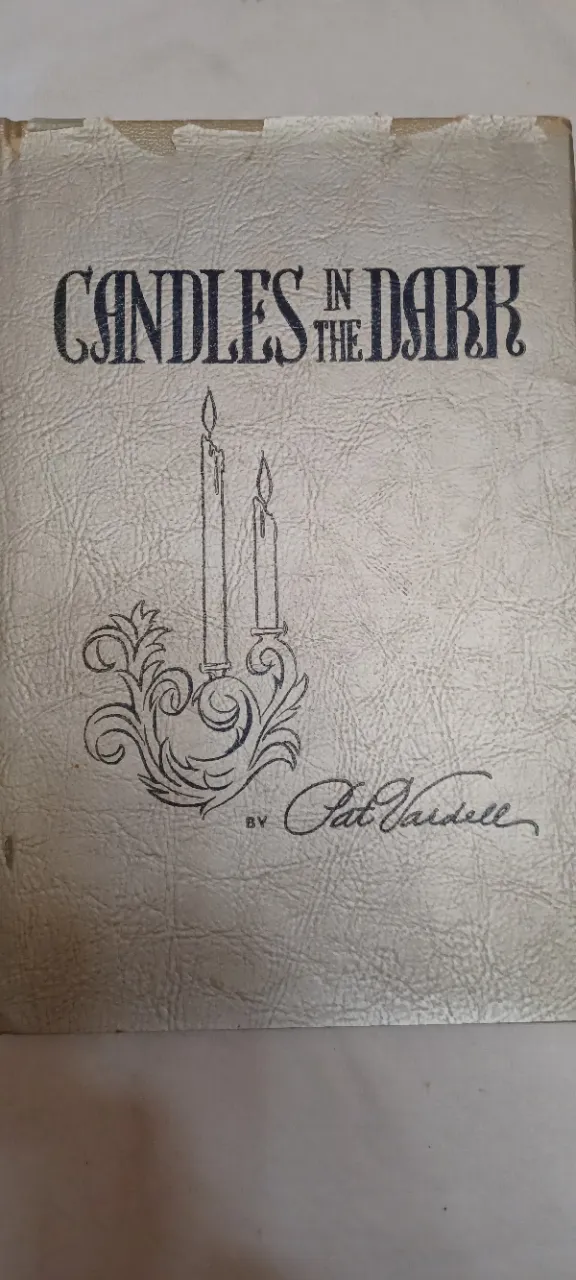 CANDLES IN THE DARK
BY Pat Vardell